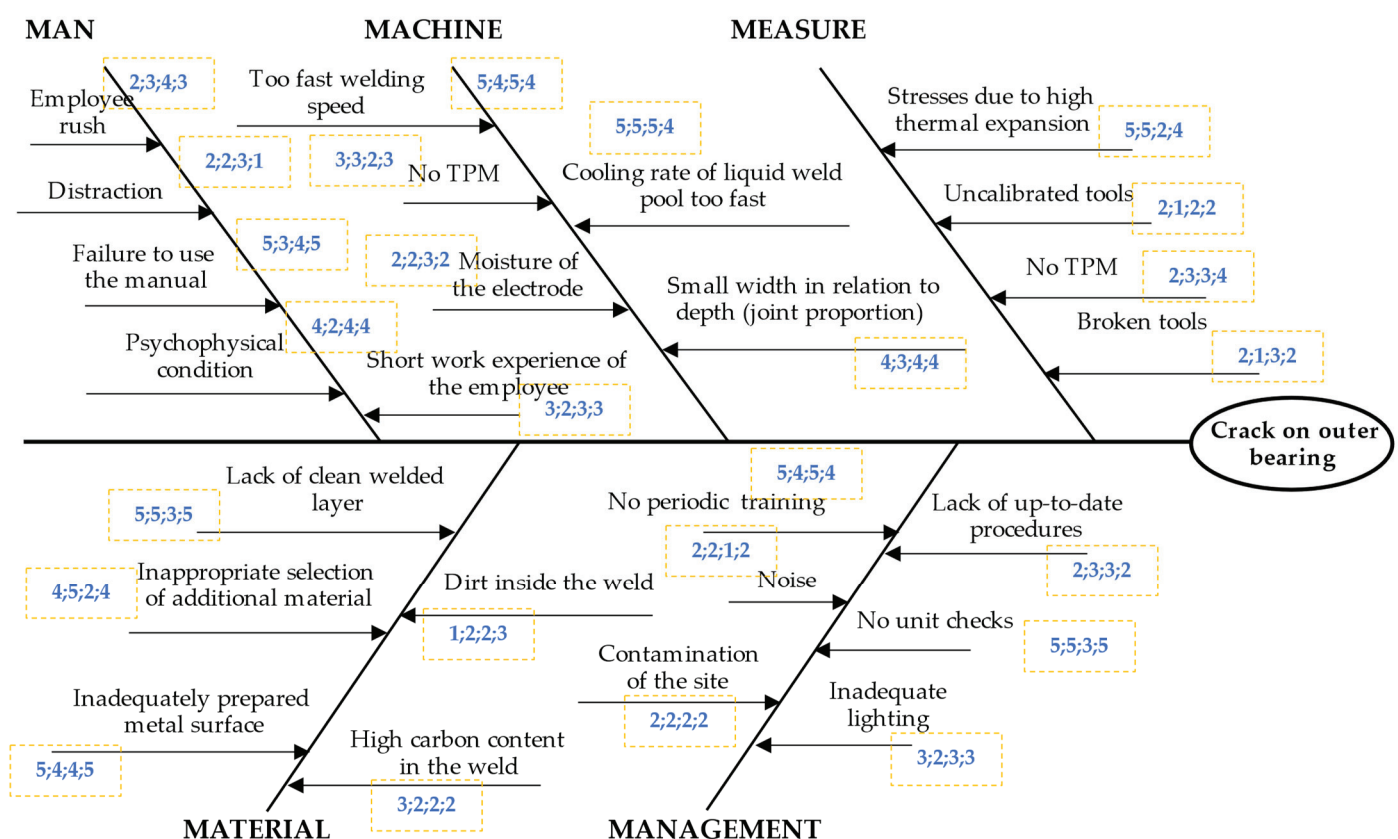 MAN
MACHINE
MEASURE
2;3;4;3
Employee
rush
2;2;3;1
Distraction
5;3;4;5
Failure to use
the manual
4;2;4;4
Psychophysical
condition
Short work experience of
the employee
3;2;3;3
Too fast welding
speed
5;4;5;4
3;3;2;3
No TPM
5;5;5;4
Cooling rate of liquid weld
pool too fast
2;2;3;2
Moisture of
the electrode
Small width in relation to
depth (joint proportion)
4;3;4;4
Stresses due to high
thermal expansion
5;5;2;4
Uncalibrated tools
2;1;2;2
No TPM
2;3;3;4
Broken tools
2;1;3;2
Crack on outer
bearing
Lack of clean welded
layer
5;5;3;5
Inappropriate selection
of additional material
4;5;2;4
Dirt inside the weld
1;2;2;3
Inadequately prepared
metal surface
5;4;4;5
High carbon content
in the weld
3;2;2;2
5;4;5;4
No periodic training
Lack of up-to-date
procedures
2;3;3;2
2;2;1;2
Noise
No unit checks
5;5;3;5
Contamination
of the site
2;2;2;2
Inadequate
lighting
3;2;3;3
MATERIAL
MANAGEMENT